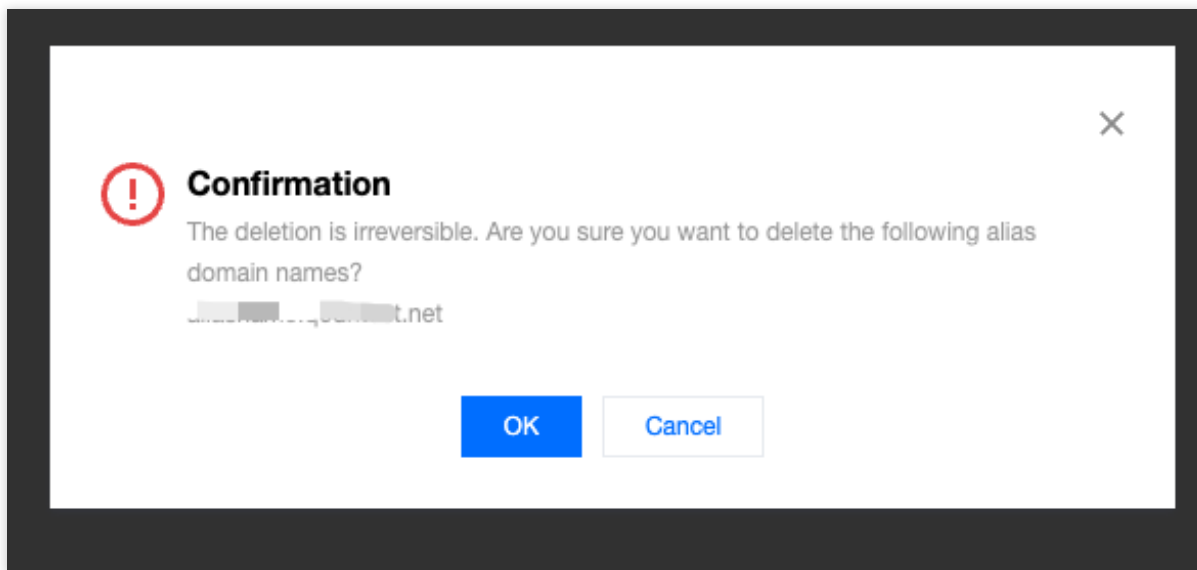 Confirmation
The deletion is irreversible. Are you sure you want to delete the following alias
domain names?
t.net
OK
Cancel